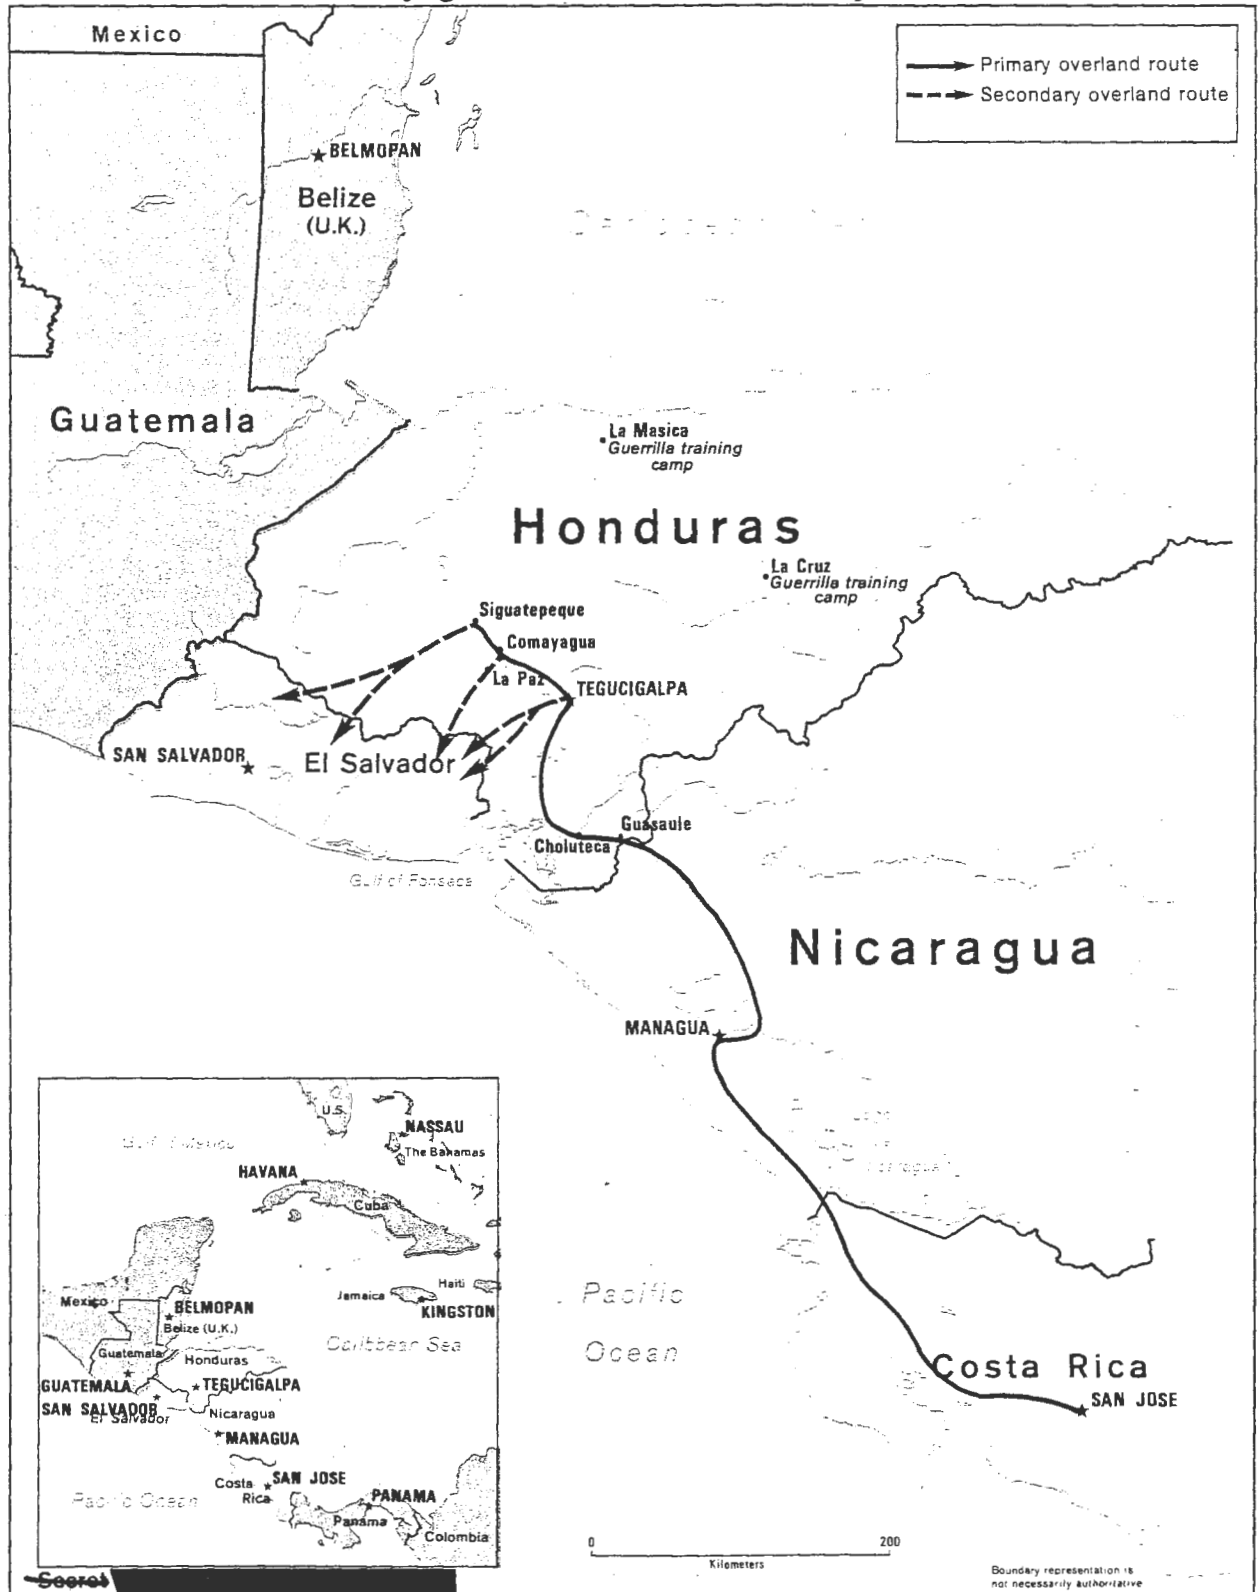 Mexico
Primary overland route
Secondary overland route
BELMOPAN
Belize
(U.K.)
Guatemala
La Masica
Guerrilla training
camp
Honduras
La Cruz
Guerrilla training
camp
Siguatepeque
Comayagua
La Paz
TEGUCIGALPA
SAN SALVADOR
El Salvador
Guasaule
Choluteca
Gulf of Fonseca
Nicaragua
MANAGUA
Pacific
Ocean
Costa Rica
SAN JOSE
U.S.
NASSAU
The Bahamas
HAVANA
Cuba
Haiti
Jamaica
KINGSTON
Mexico
BELMOPAN
Belize (U.K.)
Caribbean Sea
Guatemala
Honduras
GUATEMALA
TEGUCIGALPA
SAN SALVADOR
El Salvador
Nicaragua
MANAGUA
SAN JOSE
Costa
Rica
PANAMA
Pacific Ocean
Panama
Colombia
0 200
Kilometers
Secret
Boundary representation is
not necessarily authoritative